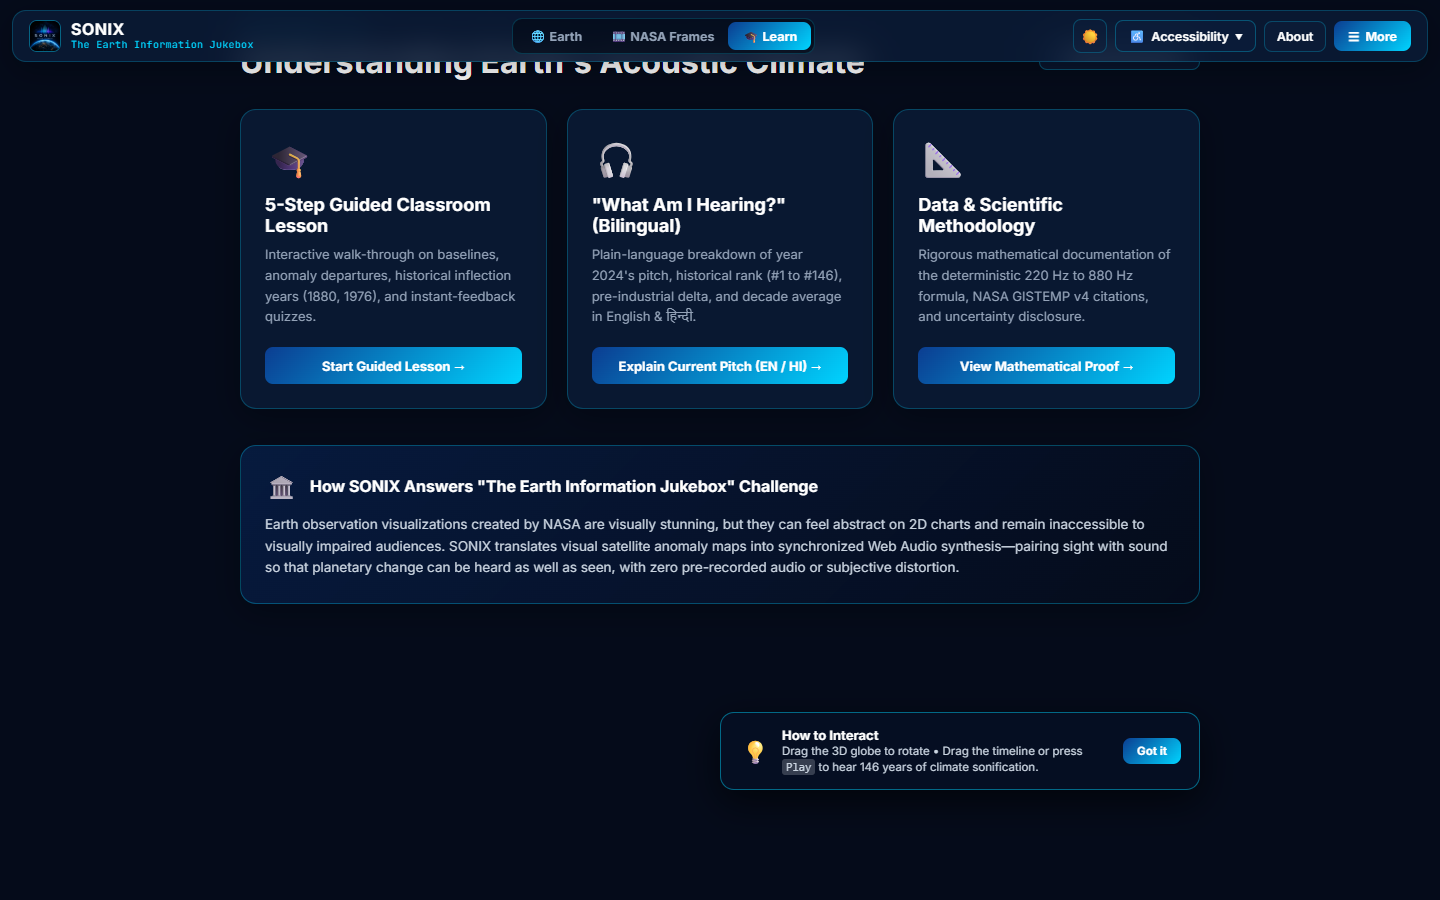 SONIX
The Earth Information Jukebox
Earth
NASA Frames
Learn
Accessibility ▼
About
☰ More
Understanding Earth's Acoustic Climate
5-Step Guided Classroom
Lesson
Interactive walk-through on baselines,
anomaly departures, historical inflection
years (1880, 1976), and instant-feedback
quizzes.
Start Guided Lesson →
"What Am I Hearing?"
(Bilingual)
Plain-language breakdown of year
2024's pitch, historical rank (#1 to #146),
pre-industrial delta, and decade average
in English & हिन्दी.
Explain Current Pitch (EN / HI) →
Data & Scientific
Methodology
Rigorous mathematical documentation of
the deterministic 220 Hz to 880 Hz
formula, NASA GISTEMP v4 citations,
and uncertainty disclosure.
View Mathematical Proof →
How SONIX Answers "The Earth Information Jukebox" Challenge
Earth observation visualizations created by NASA are visually stunning, but they can feel abstract on 2D charts and remain inaccessible to
visually impaired audiences. SONIX translates visual satellite anomaly maps into synchronized Web Audio synthesis—pairing sight with sound
so that planetary change can be heard as well as seen, with zero pre-recorded audio or subjective distortion.
How to Interact
Drag the 3D globe to rotate • Drag the timeline or press
Play to hear 146 years of climate sonification.
Got it